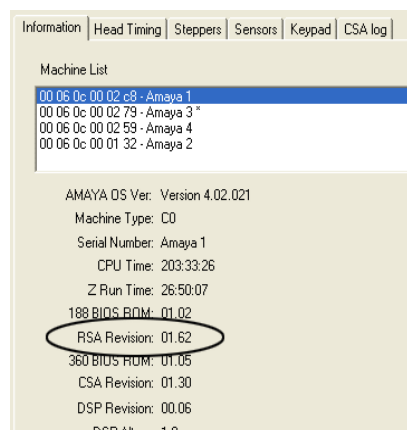 Information Head Timing Steppers Sensors Keypad CSA log
Machine List
00 06 0c 00 02 c8 - Amaya 1
00 06 0c 00 02 79 - Amaya 3 *
00 06 0c 00 02 59 - Amaya 4
00 06 0c 00 01 32 - Amaya 2
AMAYA OS Ver: Version 4.02.021
Machine Type: C0
Serial Number: Amaya 1
CPU Time: 203:33:26
Z Run Time: 26:50:07
188 BIOS ROM: 01.02
RSA Revision: 01.62
360 BIOS ROM: 01.05
CSA Revision: 01.30
DSP Revision: 00.06